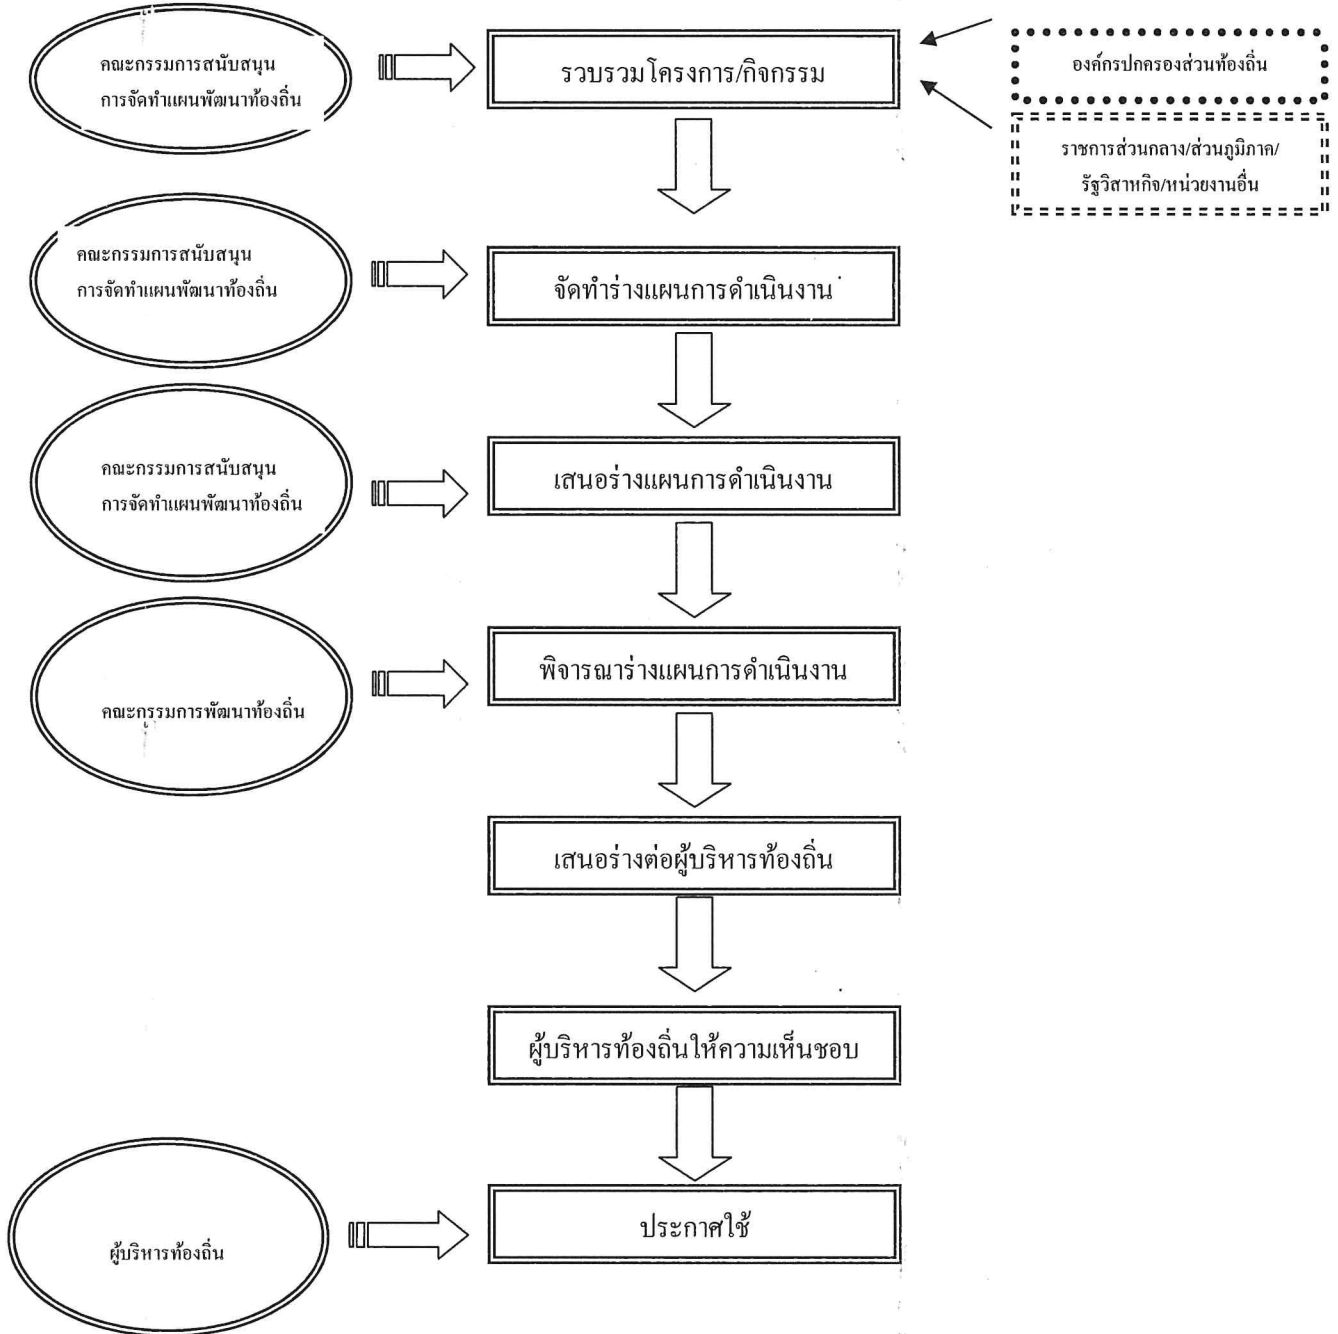 คณะกรรมการสนับสนุน
การจัดทำแผนพัฒนาท้องถิ่น
รวบรวมโครงการ/กิจกรรม
องค์กรปกครองส่วนท้องถิ่น
ราชการส่วนกลาง/ส่วนภูมิภาค/
รัฐวิสาหกิจ/หน่วยงานอื่น
คณะกรรมการสนับสนุน
การจัดทำแผนพัฒนาท้องถิ่น
จัดทำร่างแผนการดำเนินงาน
คณะกรรมการสนับสนุน
การจัดทำแผนพัฒนาท้องถิ่น
เสนอร่างแผนการดำเนินงาน
คณะกรรมการพัฒนาท้องถิ่น
พิจารณาร่างแผนการดำเนินงาน
เสนอร่างต่อผู้บริหารท้องถิ่น
ผู้บริหารท้องถิ่นให้ความเห็นชอบ
ผู้บริหารท้องถิ่น
ประกาศใช้